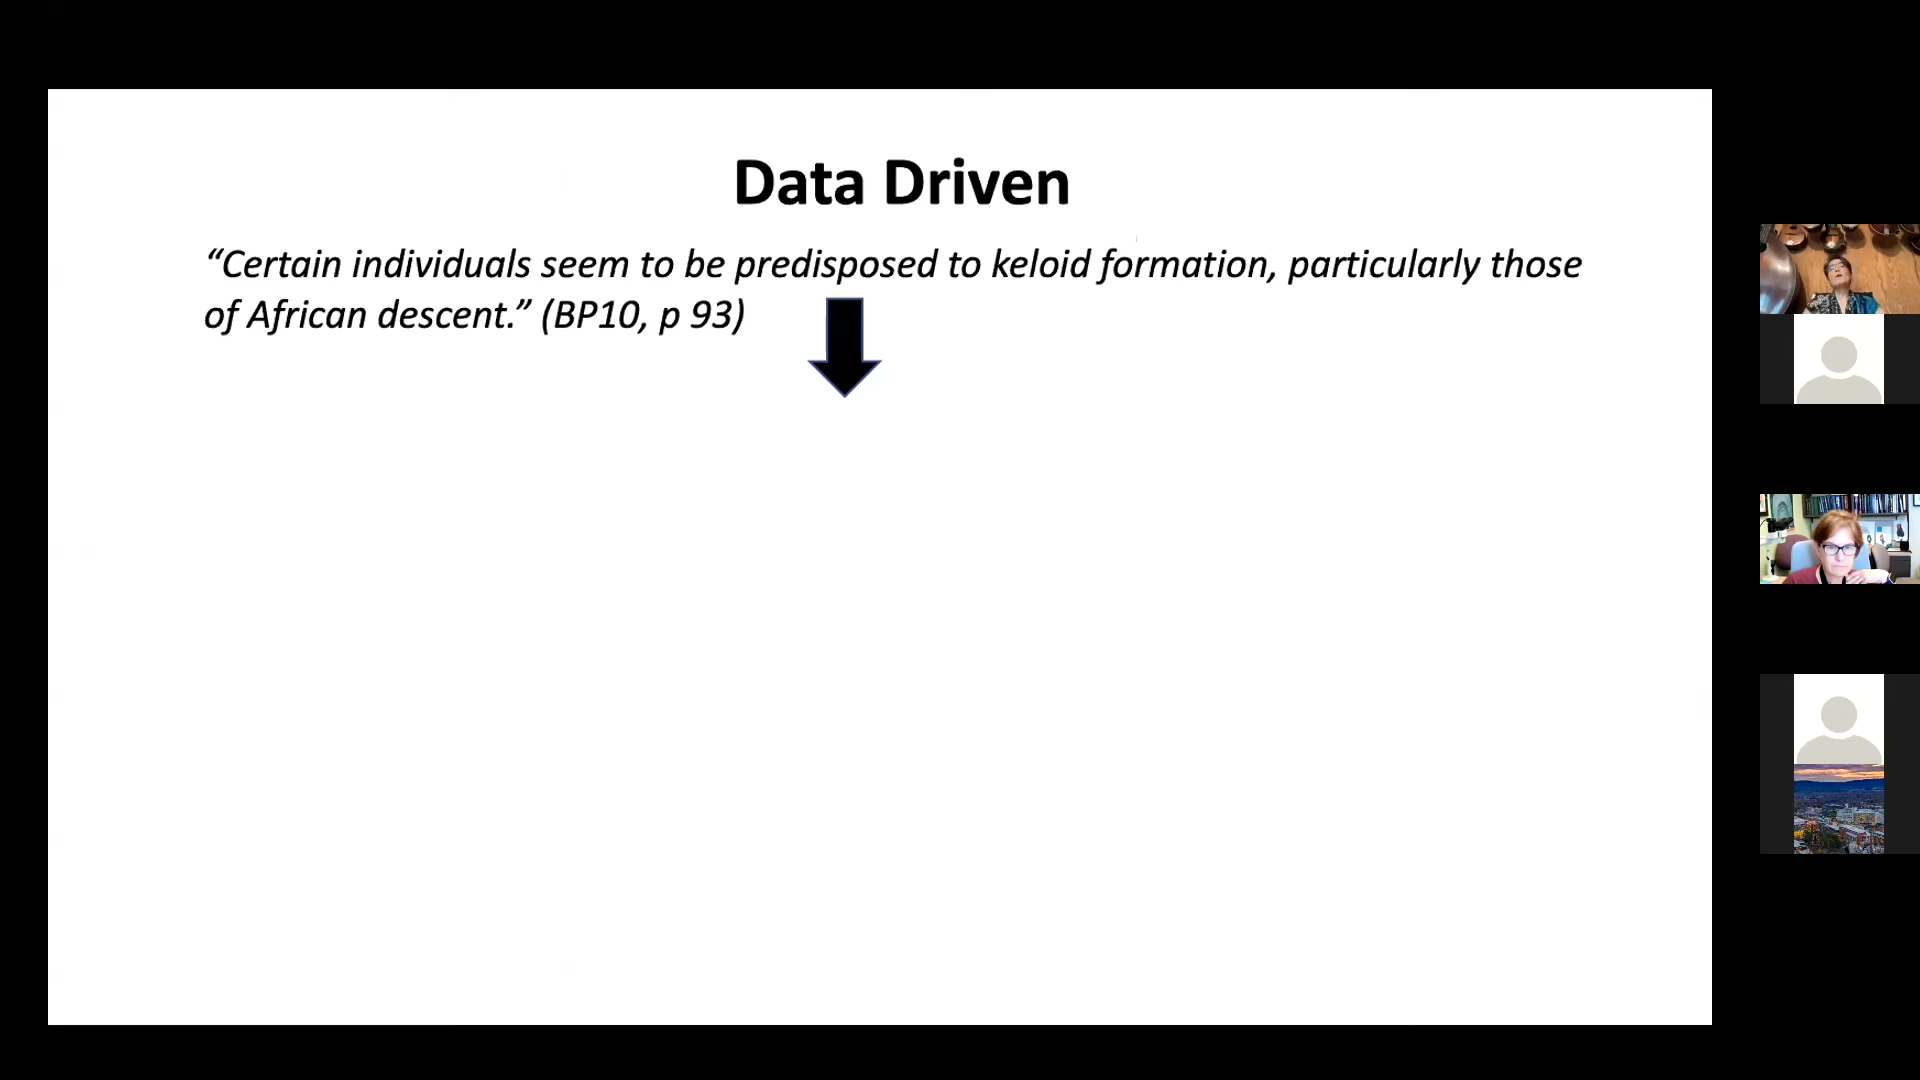 Data Driven
“Certain individuals seem to be predisposed to keloid formation, particularly those
of African descent.” (BP10, p 93)